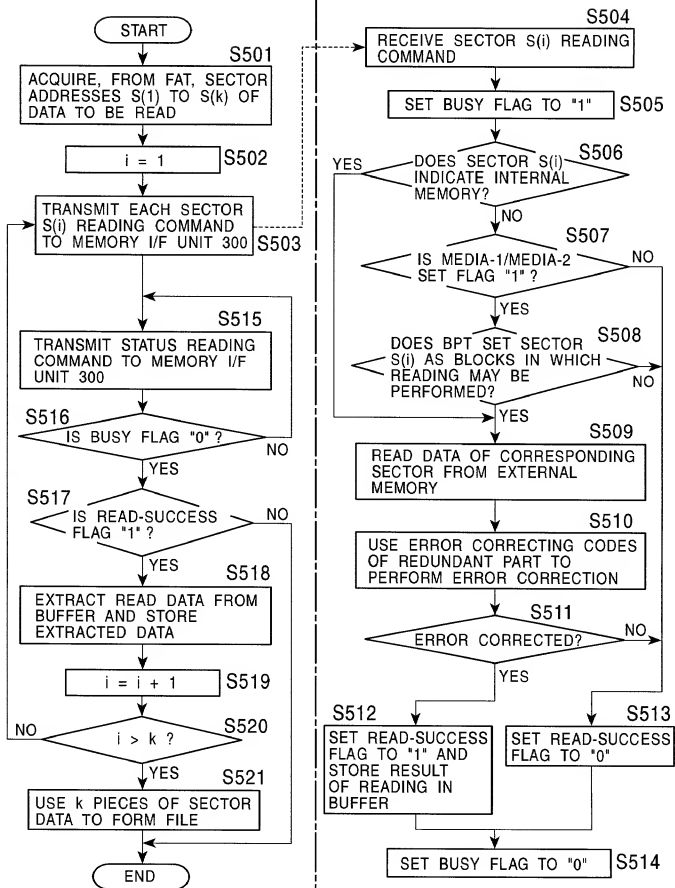 START
S501
ACQUIRE, FROM FAT, SECTOR
ADDRESSES S(1) TO S(k) OF
DATA TO BE READ
i = 1
S502
TRANSMIT EACH SECTOR
S(i) READING COMMAND
TO MEMORY I/F UNIT 300
S503
S515
TRANSMIT STATUS READING
COMMAND TO MEMORY I/F
UNIT 300
S516
IS BUSY FLAG "0" ?
NO
YES
S517
IS READ-SUCCESS
FLAG "1" ?
NO
YES
S518
EXTRACT READ DATA FROM
BUFFER AND STORE
EXTRACTED DATA
i = i + 1
S519
NO
i > k ?
S520
YES
S521
USE k PIECES OF SECTOR
DATA TO FORM FILE
END
S504
RECEIVE SECTOR S(i) READING
COMMAND
SET BUSY FLAG TO "1"
S505
S506
YES
DOES SECTOR S(i)
INDICATE INTERNAL
MEMORY?
NO
S507
IS MEDIA-1/MEDIA-2
SET FLAG "1" ?
NO
YES
S508
DOES BPT SET SECTOR
S(i) AS BLOCKS IN WHICH
READING MAY BE
PERFORMED?
NO
YES
S509
READ DATA OF CORRESPONDING
SECTOR FROM EXTERNAL
MEMORY
S510
USE ERROR CORRECTING CODES
OF REDUNDANT PART TO
PERFORM ERROR CORRECTION
S511
ERROR CORRECTED?
NO
YES
S512
SET READ-SUCCESS
FLAG TO "1" AND
STORE RESULT
OF READING IN
BUFFER
S513
SET READ-SUCCESS
FLAG TO "0"
SET BUSY FLAG TO "0"
S514